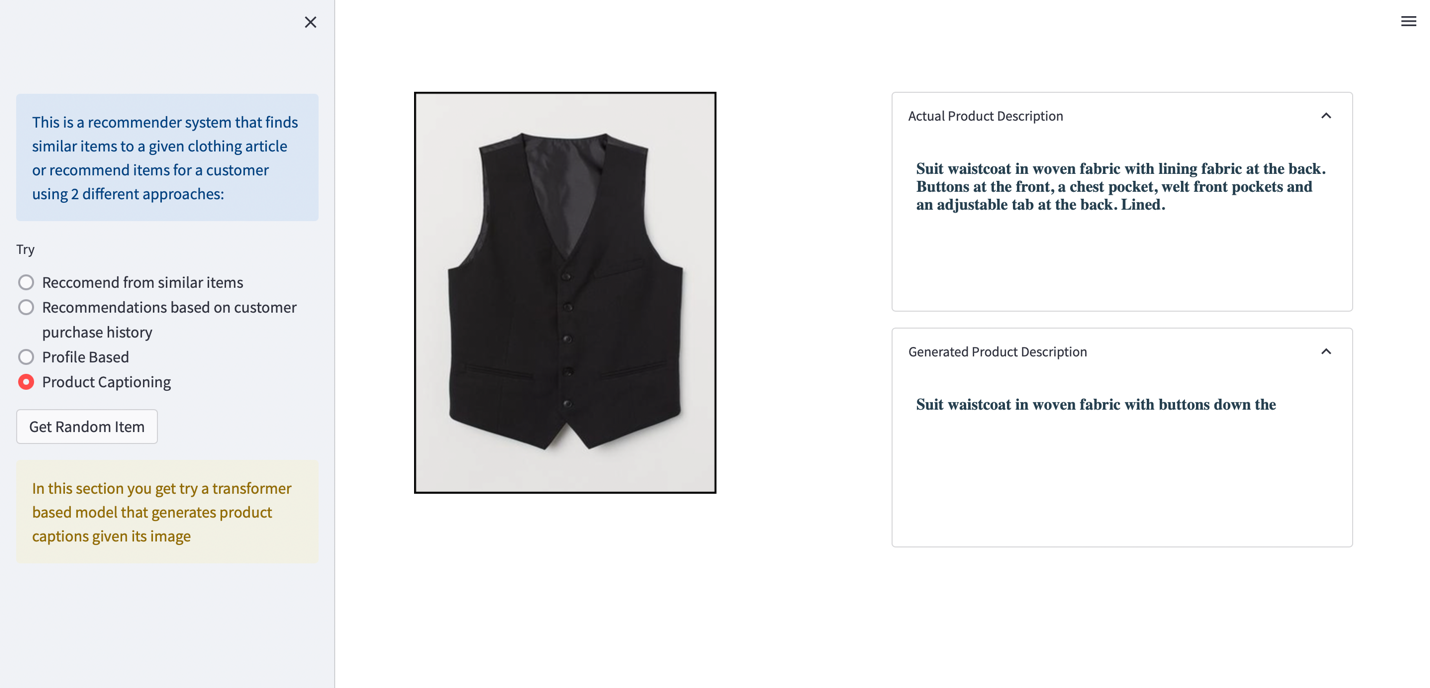 This is a recommender system that finds
similar items to a given clothing article
or recommend items for a customer
using 2 different approaches:
Try
Reccomend from similar items
Recommendations based on customer
purchase history
Profile Based
Product Captioning
Get Random Item
In this section you get try a transformer
based model that generates product
captions given its image
Actual Product Description
Suit waistcoat in woven fabric with lining fabric at the back.
Buttons at the front, a chest pocket, welt front pockets and
an adjustable tab at the back. Lined.
Generated Product Description
Suit waistcoat in woven fabric with buttons down the